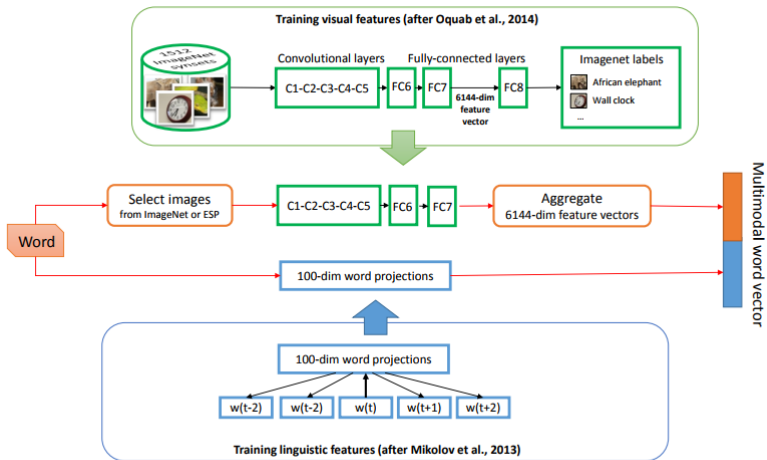 Training visual features (after Oquab et al., 2014)
1512
ImageNet
synsets
Convolutional layers
Fully-connected layers
C1-C2-C3-C4-C5
FC6
FC7
6144-dim
feature
vector
FC8
Imagenet labels
African elephant
Wall clock
...
Word
Select images
from ImageNet or ESP
C1-C2-C3-C4-C5
FC6
FC7
Aggregate
6144-dim feature vectors
100-dim word projections
Multimodal word vector
100-dim word projections
w(t-2)
w(t-2)
w(t)
w(t+1)
w(t+2)
Training linguistic features (after Mikolov et al., 2013)